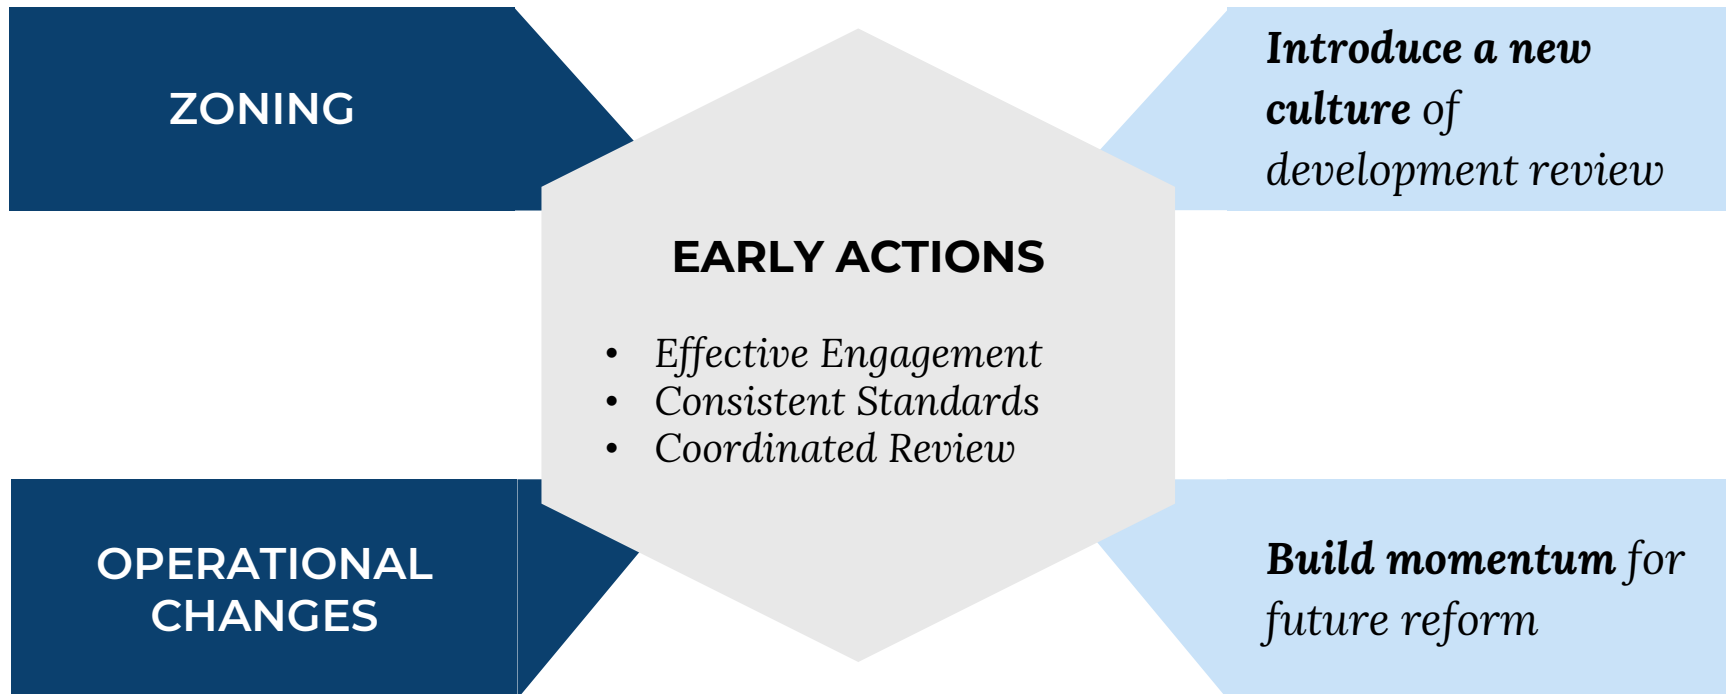 ZONING
Introduce a new
culture of
development review
EARLY ACTIONS
• Effective Engagement
• Consistent Standards
• Coordinated Review
OPERATIONAL
CHANGES
Build momentum for
future reform